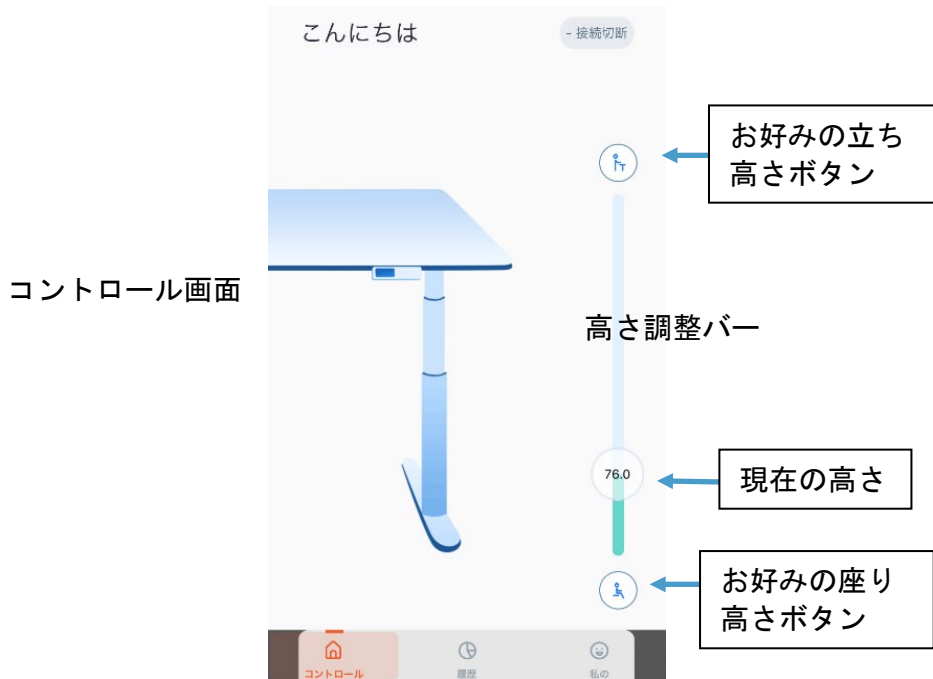 こんにちは
- 接続切断
お好みの立ち
高さボタン
コントロール画面
高さ調整バー
76.0
現在の高さ
お好みの座り
高さボタン
コントロール
履歴
私の